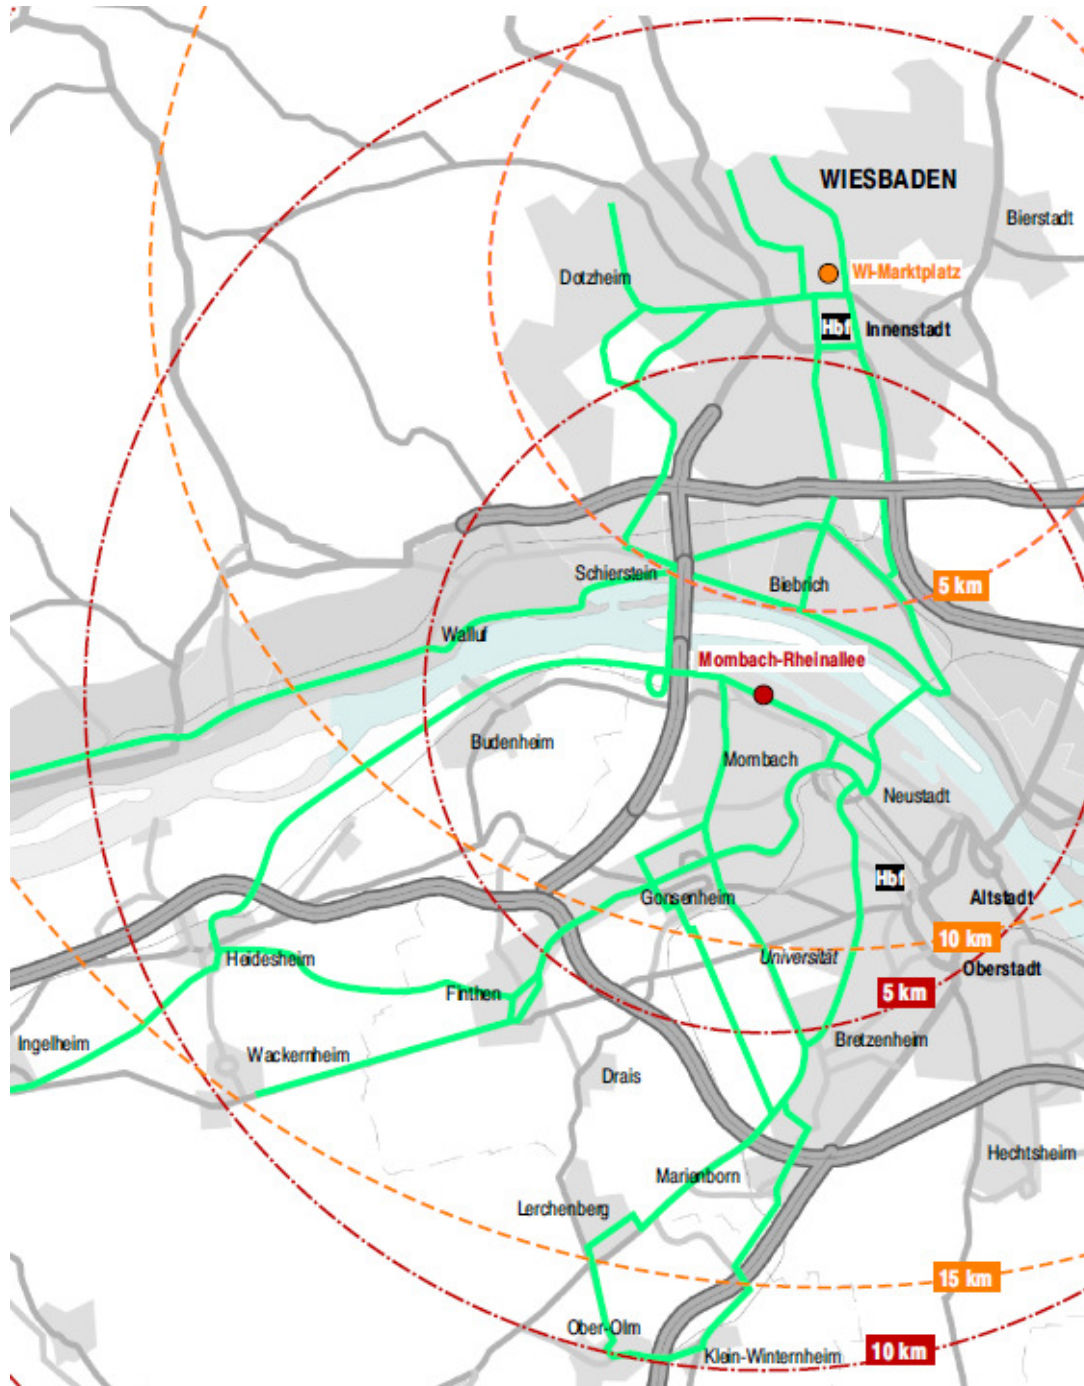 WIESBADEN
Bierstadt
Dotzheim
WI-Marktplatz
Hbf
Innenstadt
Schierstein
Biebrich
5 km
Walluf
Mombach-Rheinallee
Budenheim
Mombach
Neustadt
Hbf
Gonsenheim
Altstadt
10 km
Universität
Heidesheim
Oberstadt
Finthen
5 km
Ingelheim
Wackernheim
Bretzenheim
Drais
Hechtsheim
Marienborn
Lerchenberg
15 km
Ober-Olm
Klein-Winternheim
10 km